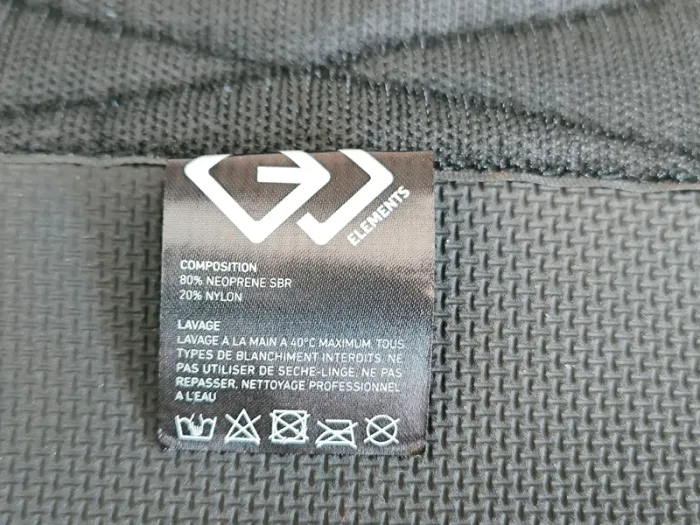 ELEMENTS
COMPOSITION
80% NEOPRENE SBR
20% NYLON
LAVAGE
LAVAGE A LA MAIN A 40°C MAXIMUM, TOUS
TYPES DE BLANCHIMENT INTERDITS. NE
PAS UTILISER DE SECHE-LINGE. NE PAS
REPASSER. NETTOYAGE PROFESSIONNEL
A L'EAU